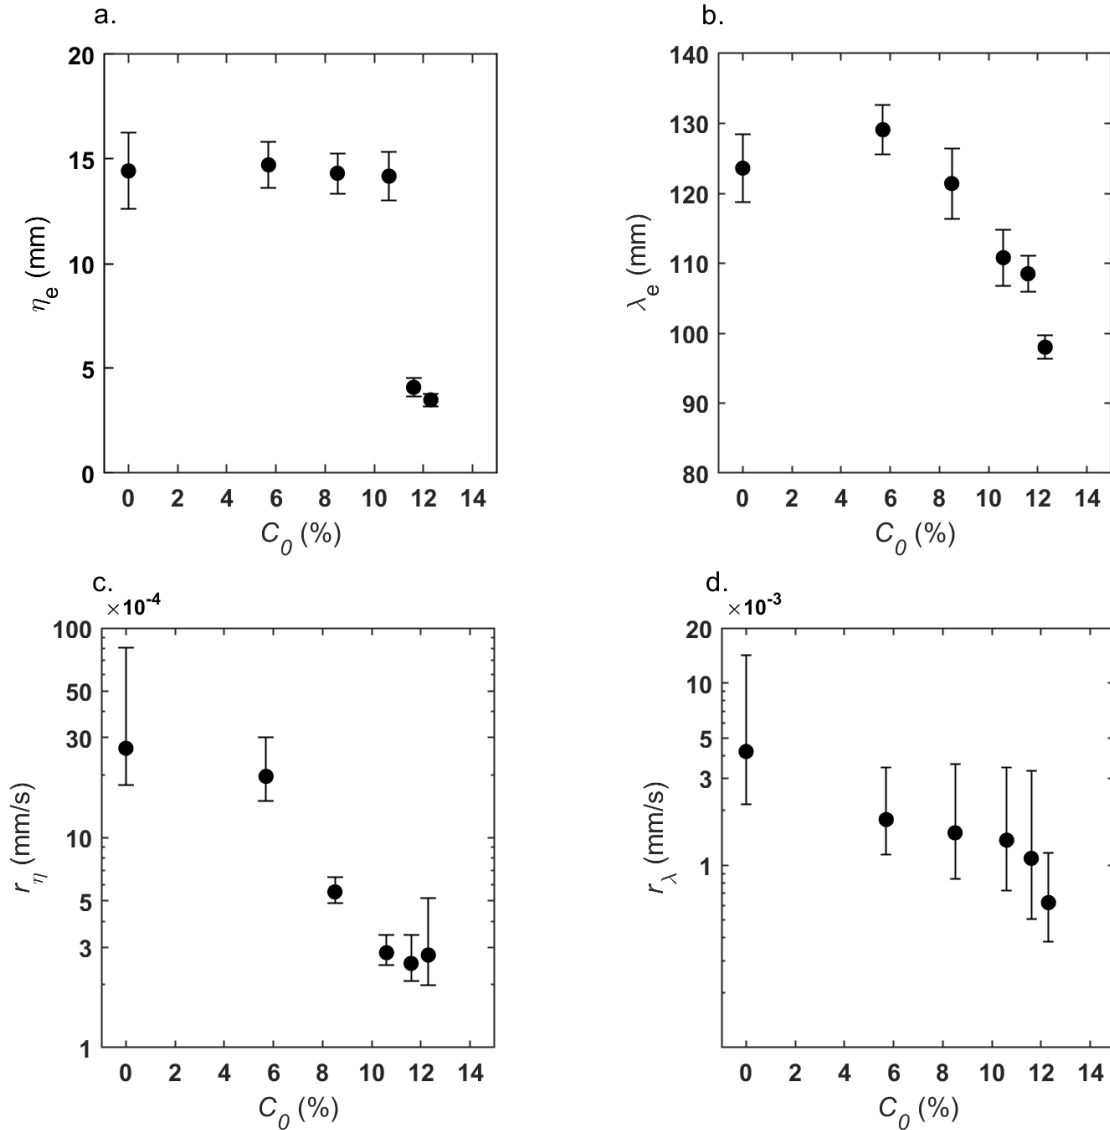 a.
20
15
10
5
0
η_e (mm)
0 2 4 6 8 10 12 14
C_0 (%)
b.
140
130
120
110
100
90
80
λ_e (mm)
0 2 4 6 8 10 12 14
C_0 (%)
c.
×10^-4
100
50
30
10
5
3
1
r_η (mm/s)
0 2 4 6 8 10 12 14
C_0 (%)
d.
×10^-3
20
10
5
3
1
r_λ (mm/s)
0 2 4 6 8 10 12 14
C_0 (%)